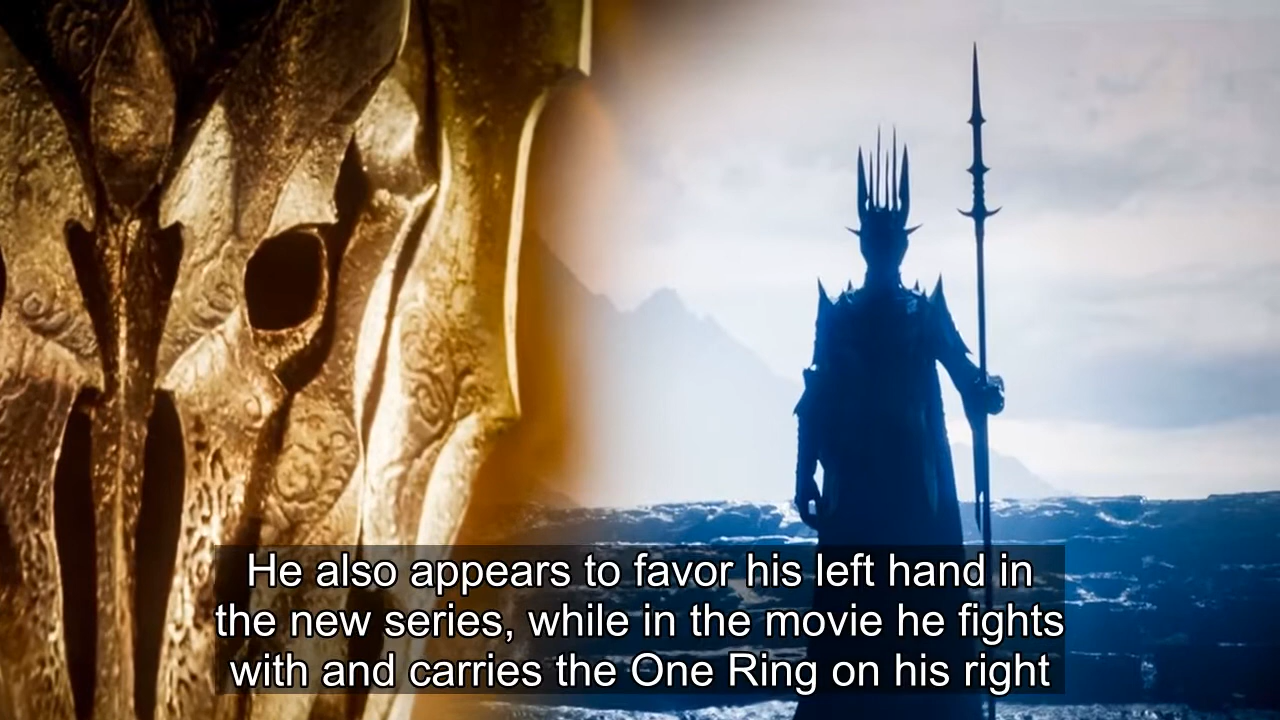 He also appears to favor his left hand in
the new series, while in the movie he fights
with and carries the One Ring on his right